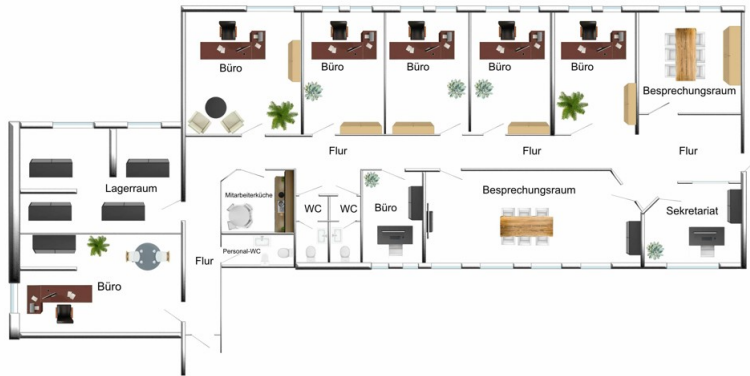 Büro
Büro
Büro
Büro
Büro
Besprechungsraum
Flur
Flur
Flur
Lagerraum
Mitarbeiterküche
WC
WC
Büro
Besprechungsraum
Sekretariat
Personal-WC
Flur
Büro